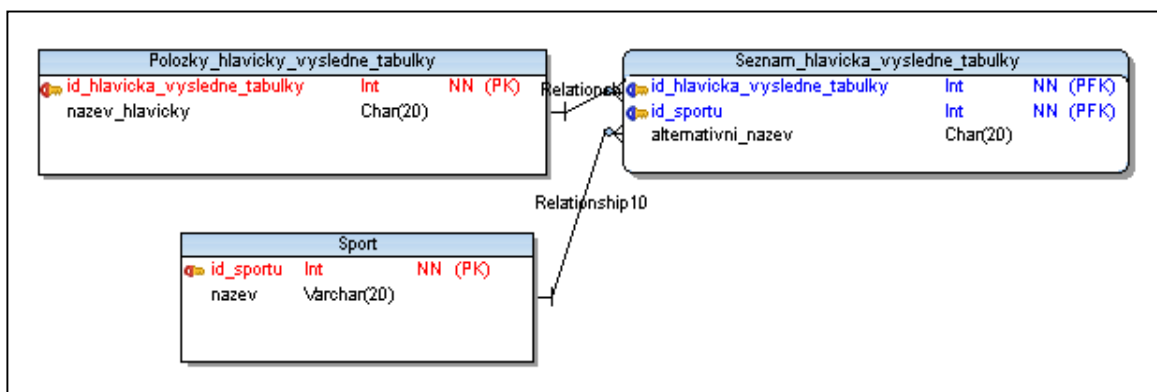 Polozky_hlavicky_vysledne_tabulky
id_hlavicka_vysledne_tabulky Int NN (PK)
nazev_hlavicky Char(20)
Seznam_hlavicka_vysledne_tabulky
id_hlavicka_vysledne_tabulky Int NN (PFK)
id_sportu Int NN (PFK)
alternativni_nazev Char(20)
Relationship10
Sport
id_sportu Int NN (PK)
nazev Varchar(20)